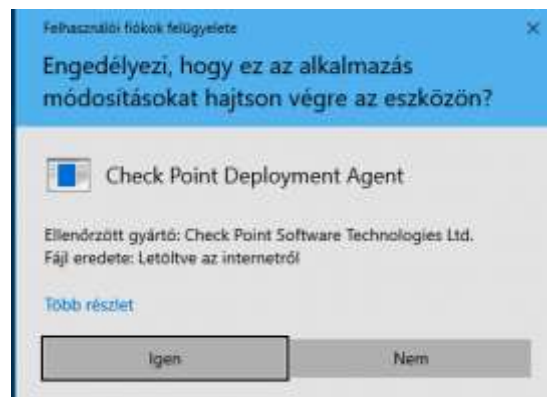 Felhasználói fiókok felügyelete
Engedélyezi, hogy ez az alkalmazás
módosításokat hajtson végre az eszközön?
Check Point Deployment Agent
Ellenőrzött gyártó: Check Point Software Technologies Ltd.
Fájl eredete: Letöltve az internetről
Több részlet
Igen
Nem